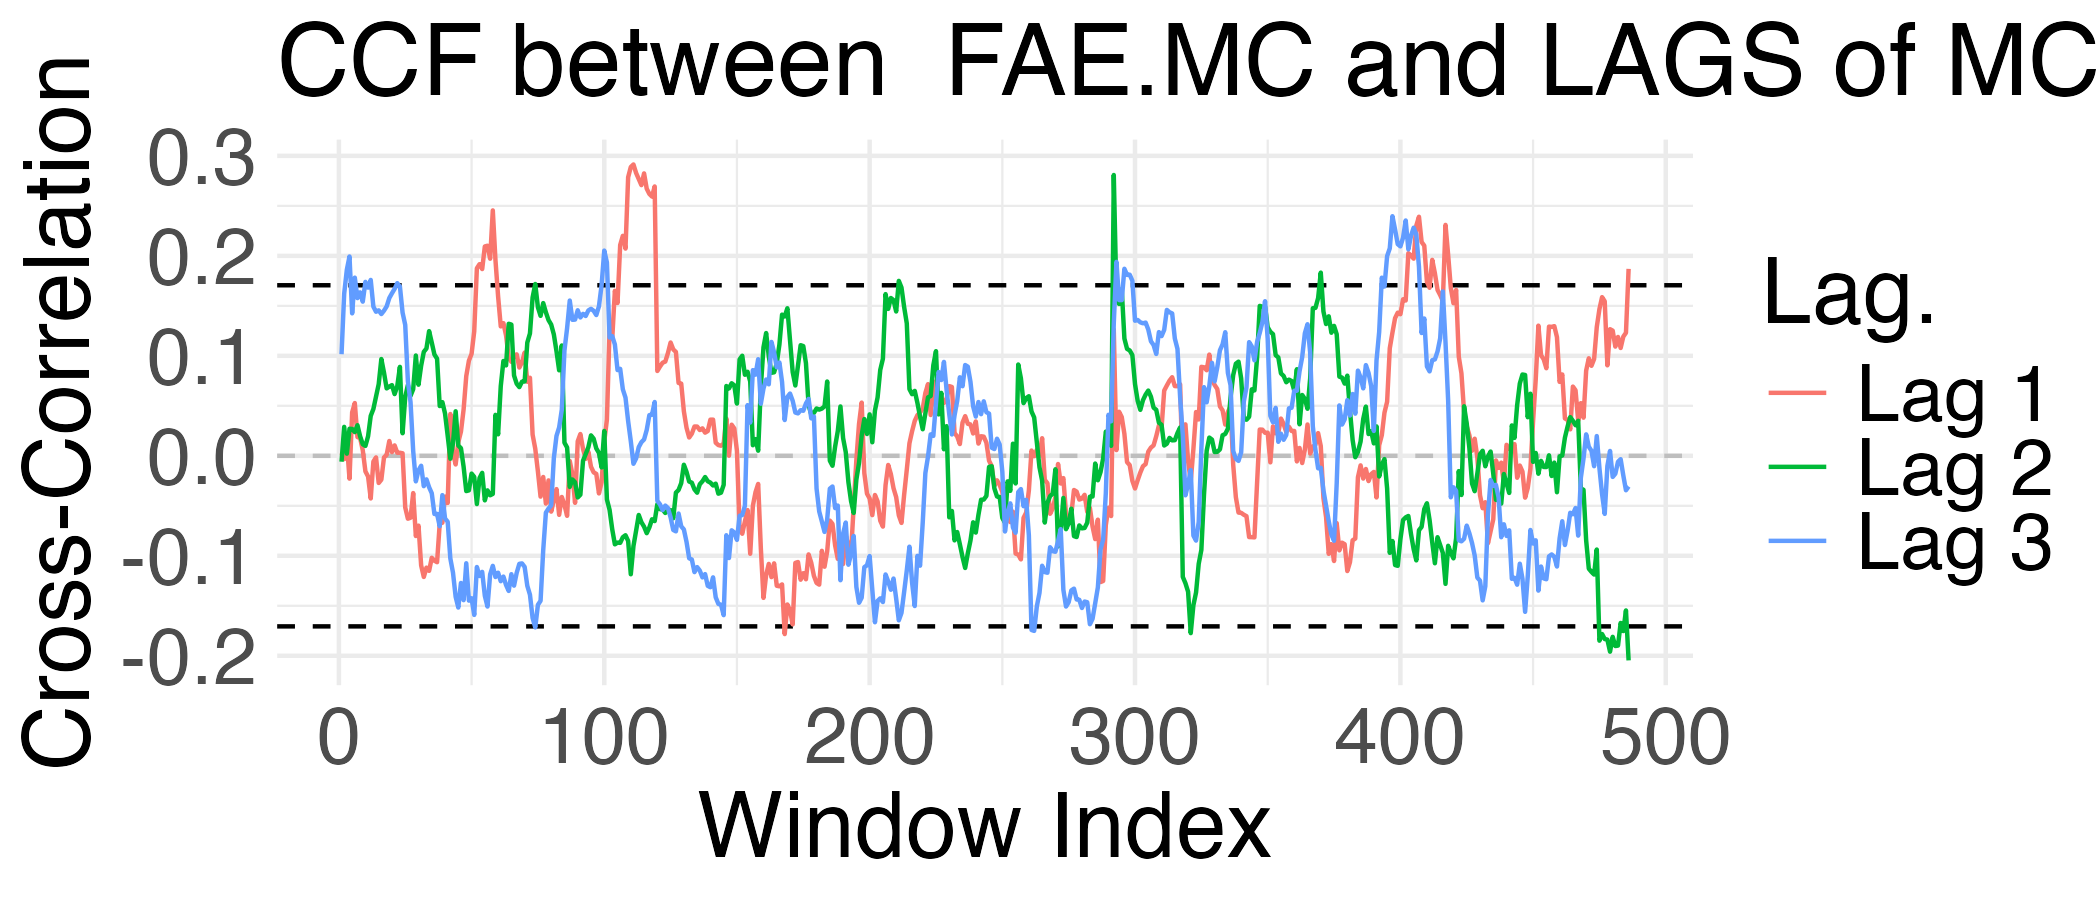 CCF between  FAE.MC and LAGS of MC
Cross-Correlation
0.3
0.2
0.1
0.0
-0.1
-0.2
0 100 200 300 400 500
Window Index
Lag.
Lag 1
Lag 2
Lag 3